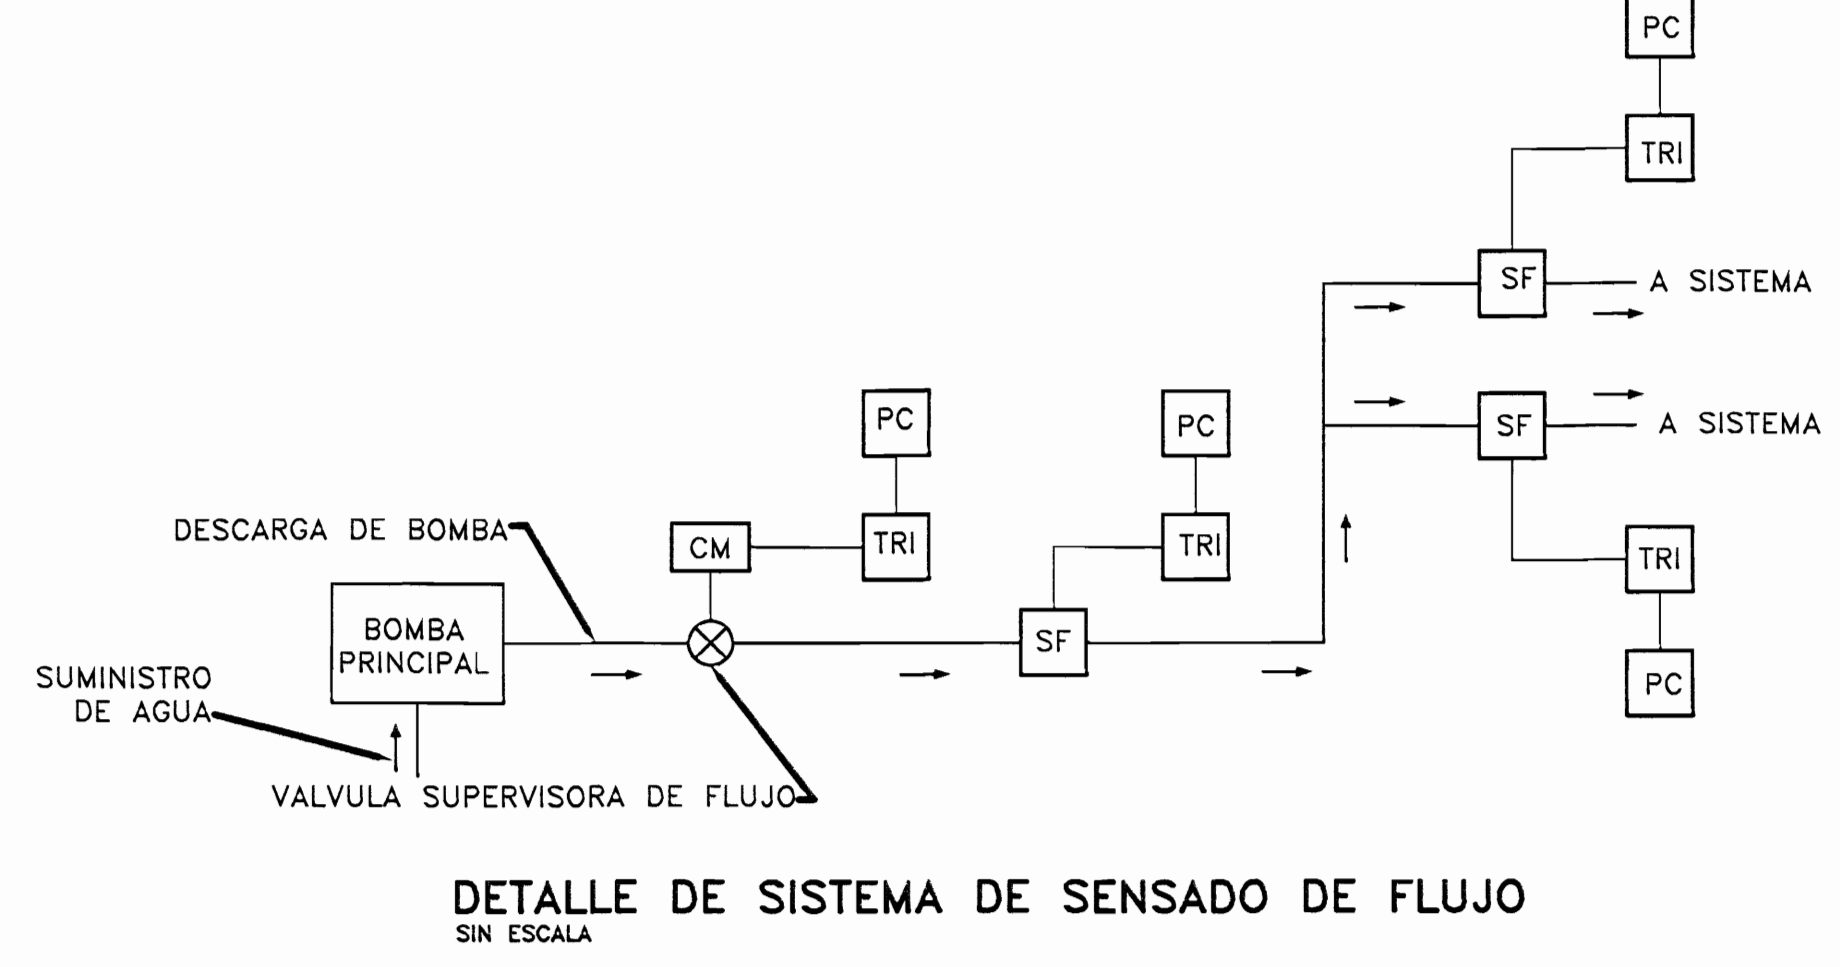 PC
TRI
SF
A SISTEMA
PC
PC
SF
A SISTEMA
DESCARGA DE BOMBA
CM
TRI
TRI
TRI
BOMBA
PRINCIPAL
SF
SUMINISTRO
DE AGUA
PC
VALVULA SUPERVISORA DE FLUJO
DETALLE DE SISTEMA DE SENSADO DE FLUJO
SIN ESCALA